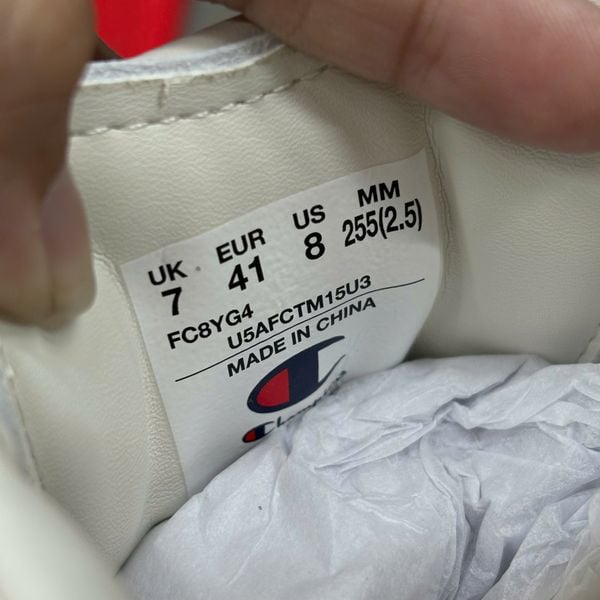 UK EUR US MM
7 41 8 255(2.5)
FC8YG4 U5AFCTM15U3
MADE IN CHINA